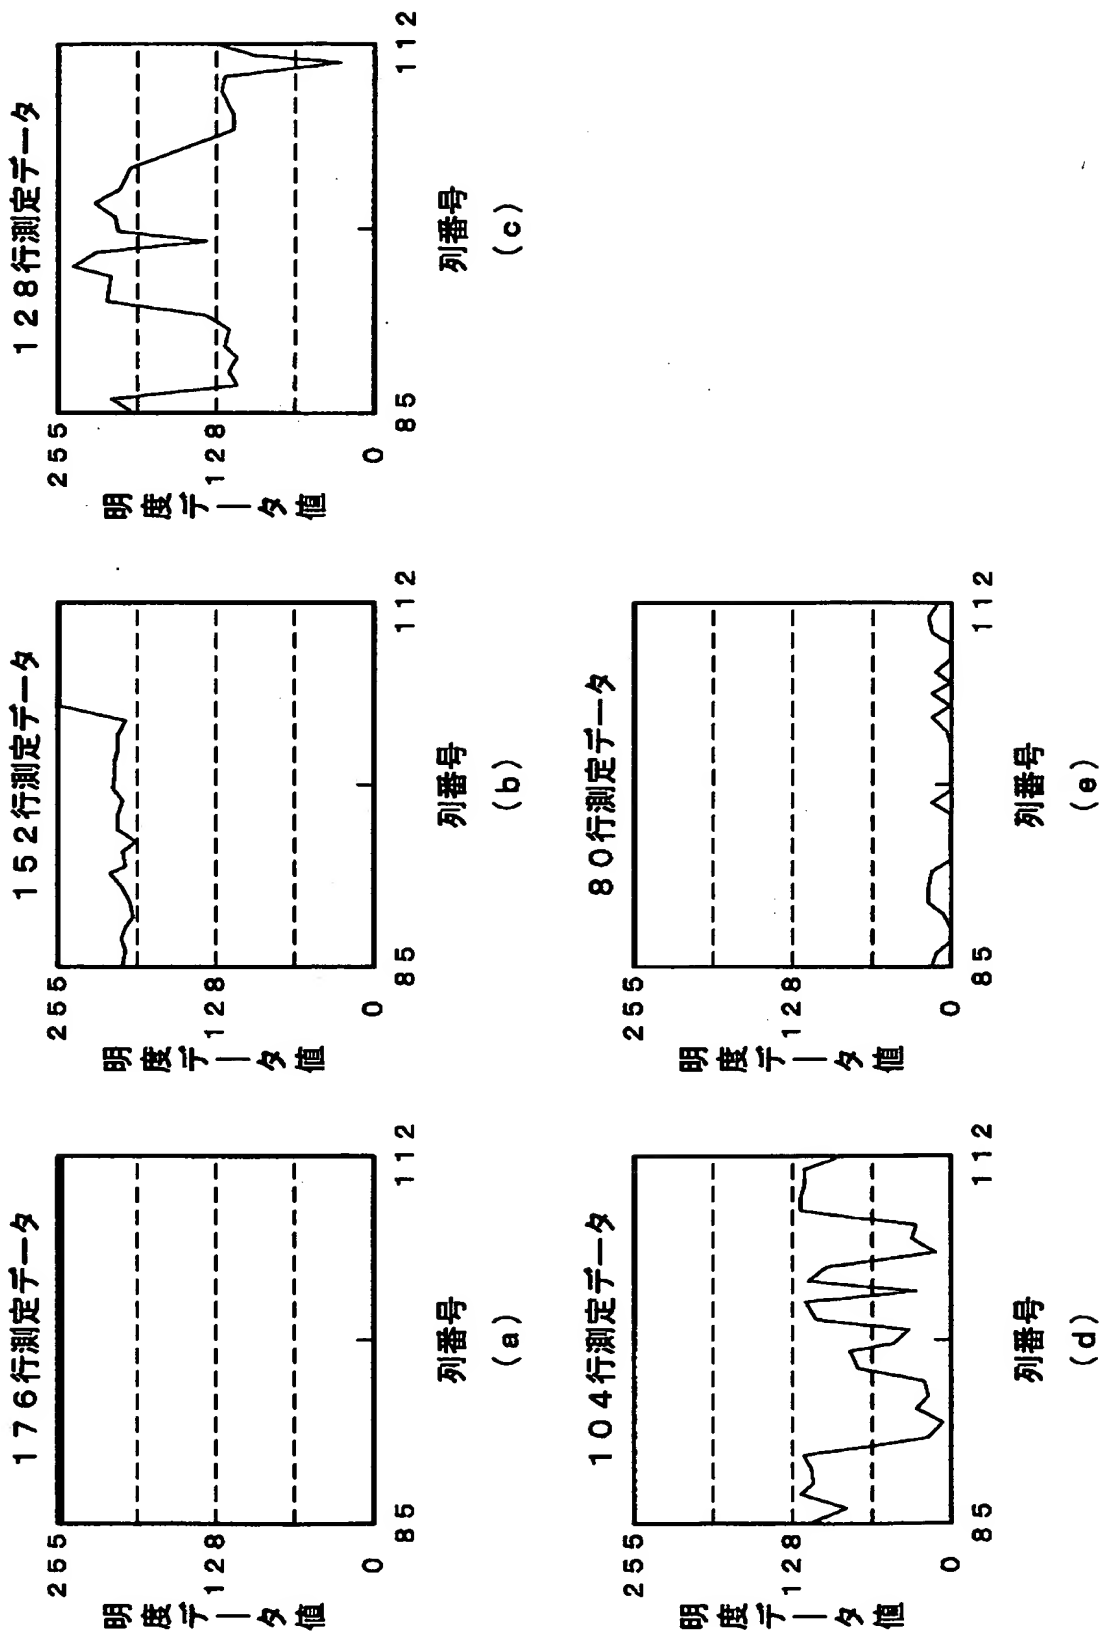 176行測定データ
明度データ値
255
128
0
85
112
列番号
(a)
152行測定データ
明度データ値
255
128
0
85
112
列番号
(b)
128行測定データ
明度データ値
255
128
0
85
112
列番号
(c)
104行測定データ
明度データ値
255
128
0
85
112
列番号
(d)
80行測定データ
明度データ値
255
128
0
85
112
列番号
(e)